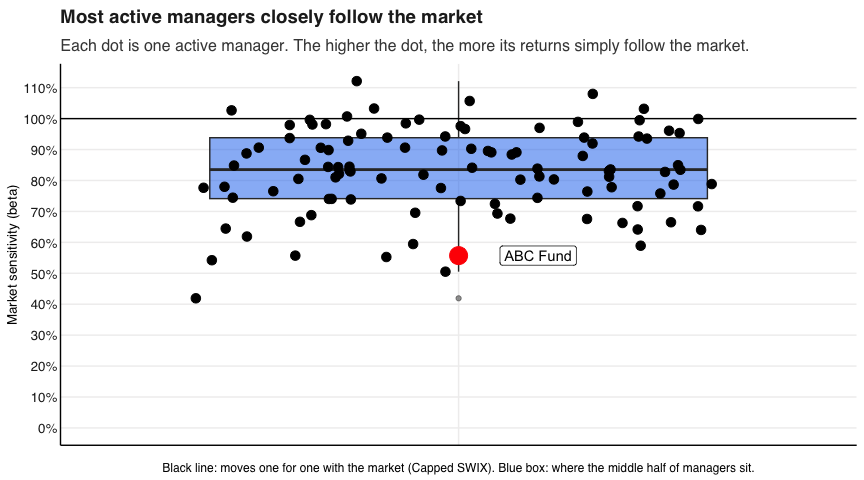 Most active managers closely follow the market
Each dot is one active manager. The higher the dot, the more its returns simply follow the market.
Market sensitivity (beta)
110%
100%
90%
80%
70%
60%
50%
40%
30%
20%
10%
0%
ABC Fund
Black line: moves one for one with the market (Capped SWIX). Blue box: where the middle half of managers sit.